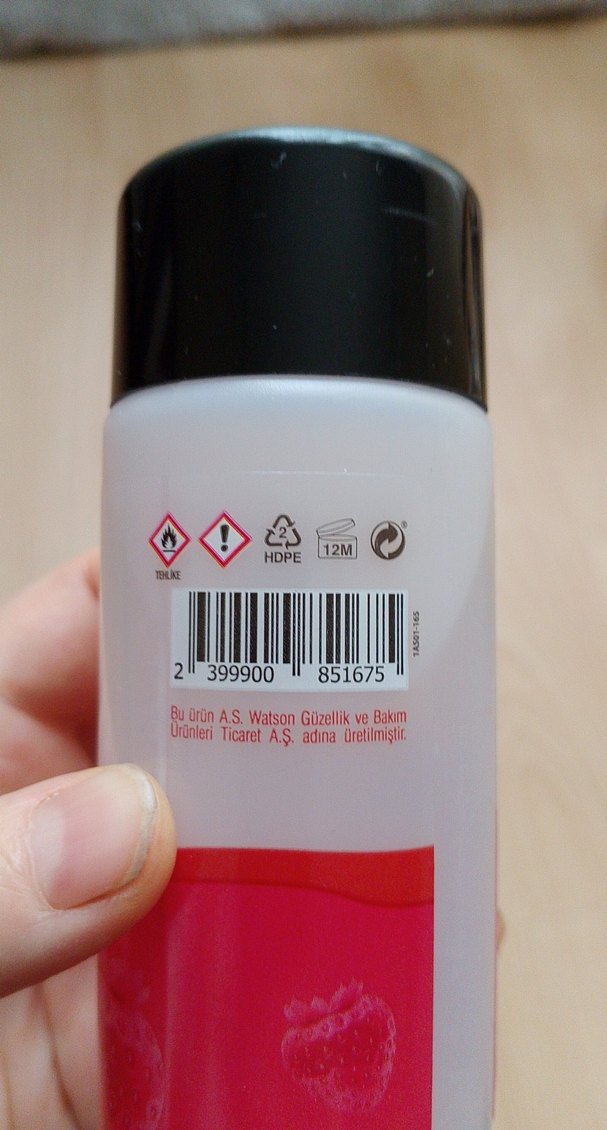 TEHLİKE
2
HDPE
12M
®
2 399900 851675
1AS01-165
Bu ürün A.S. Watson Güzellik ve Bakım
Ürünleri Ticaret A.Ş. adına üretilmiştir.